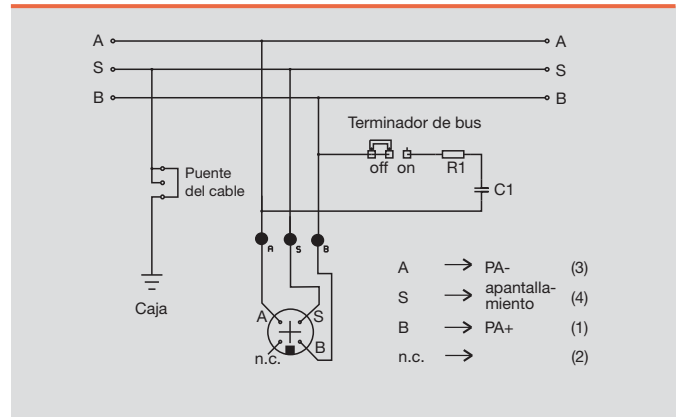 A A
S S
B B
Terminador de bus
off on R1
C1
Puente
del cable
Caja
A S B
A S
n.c. B
A → PA- (3)
S → apantalla-
miento (4)
B → PA+ (1)
n.c. → (2)